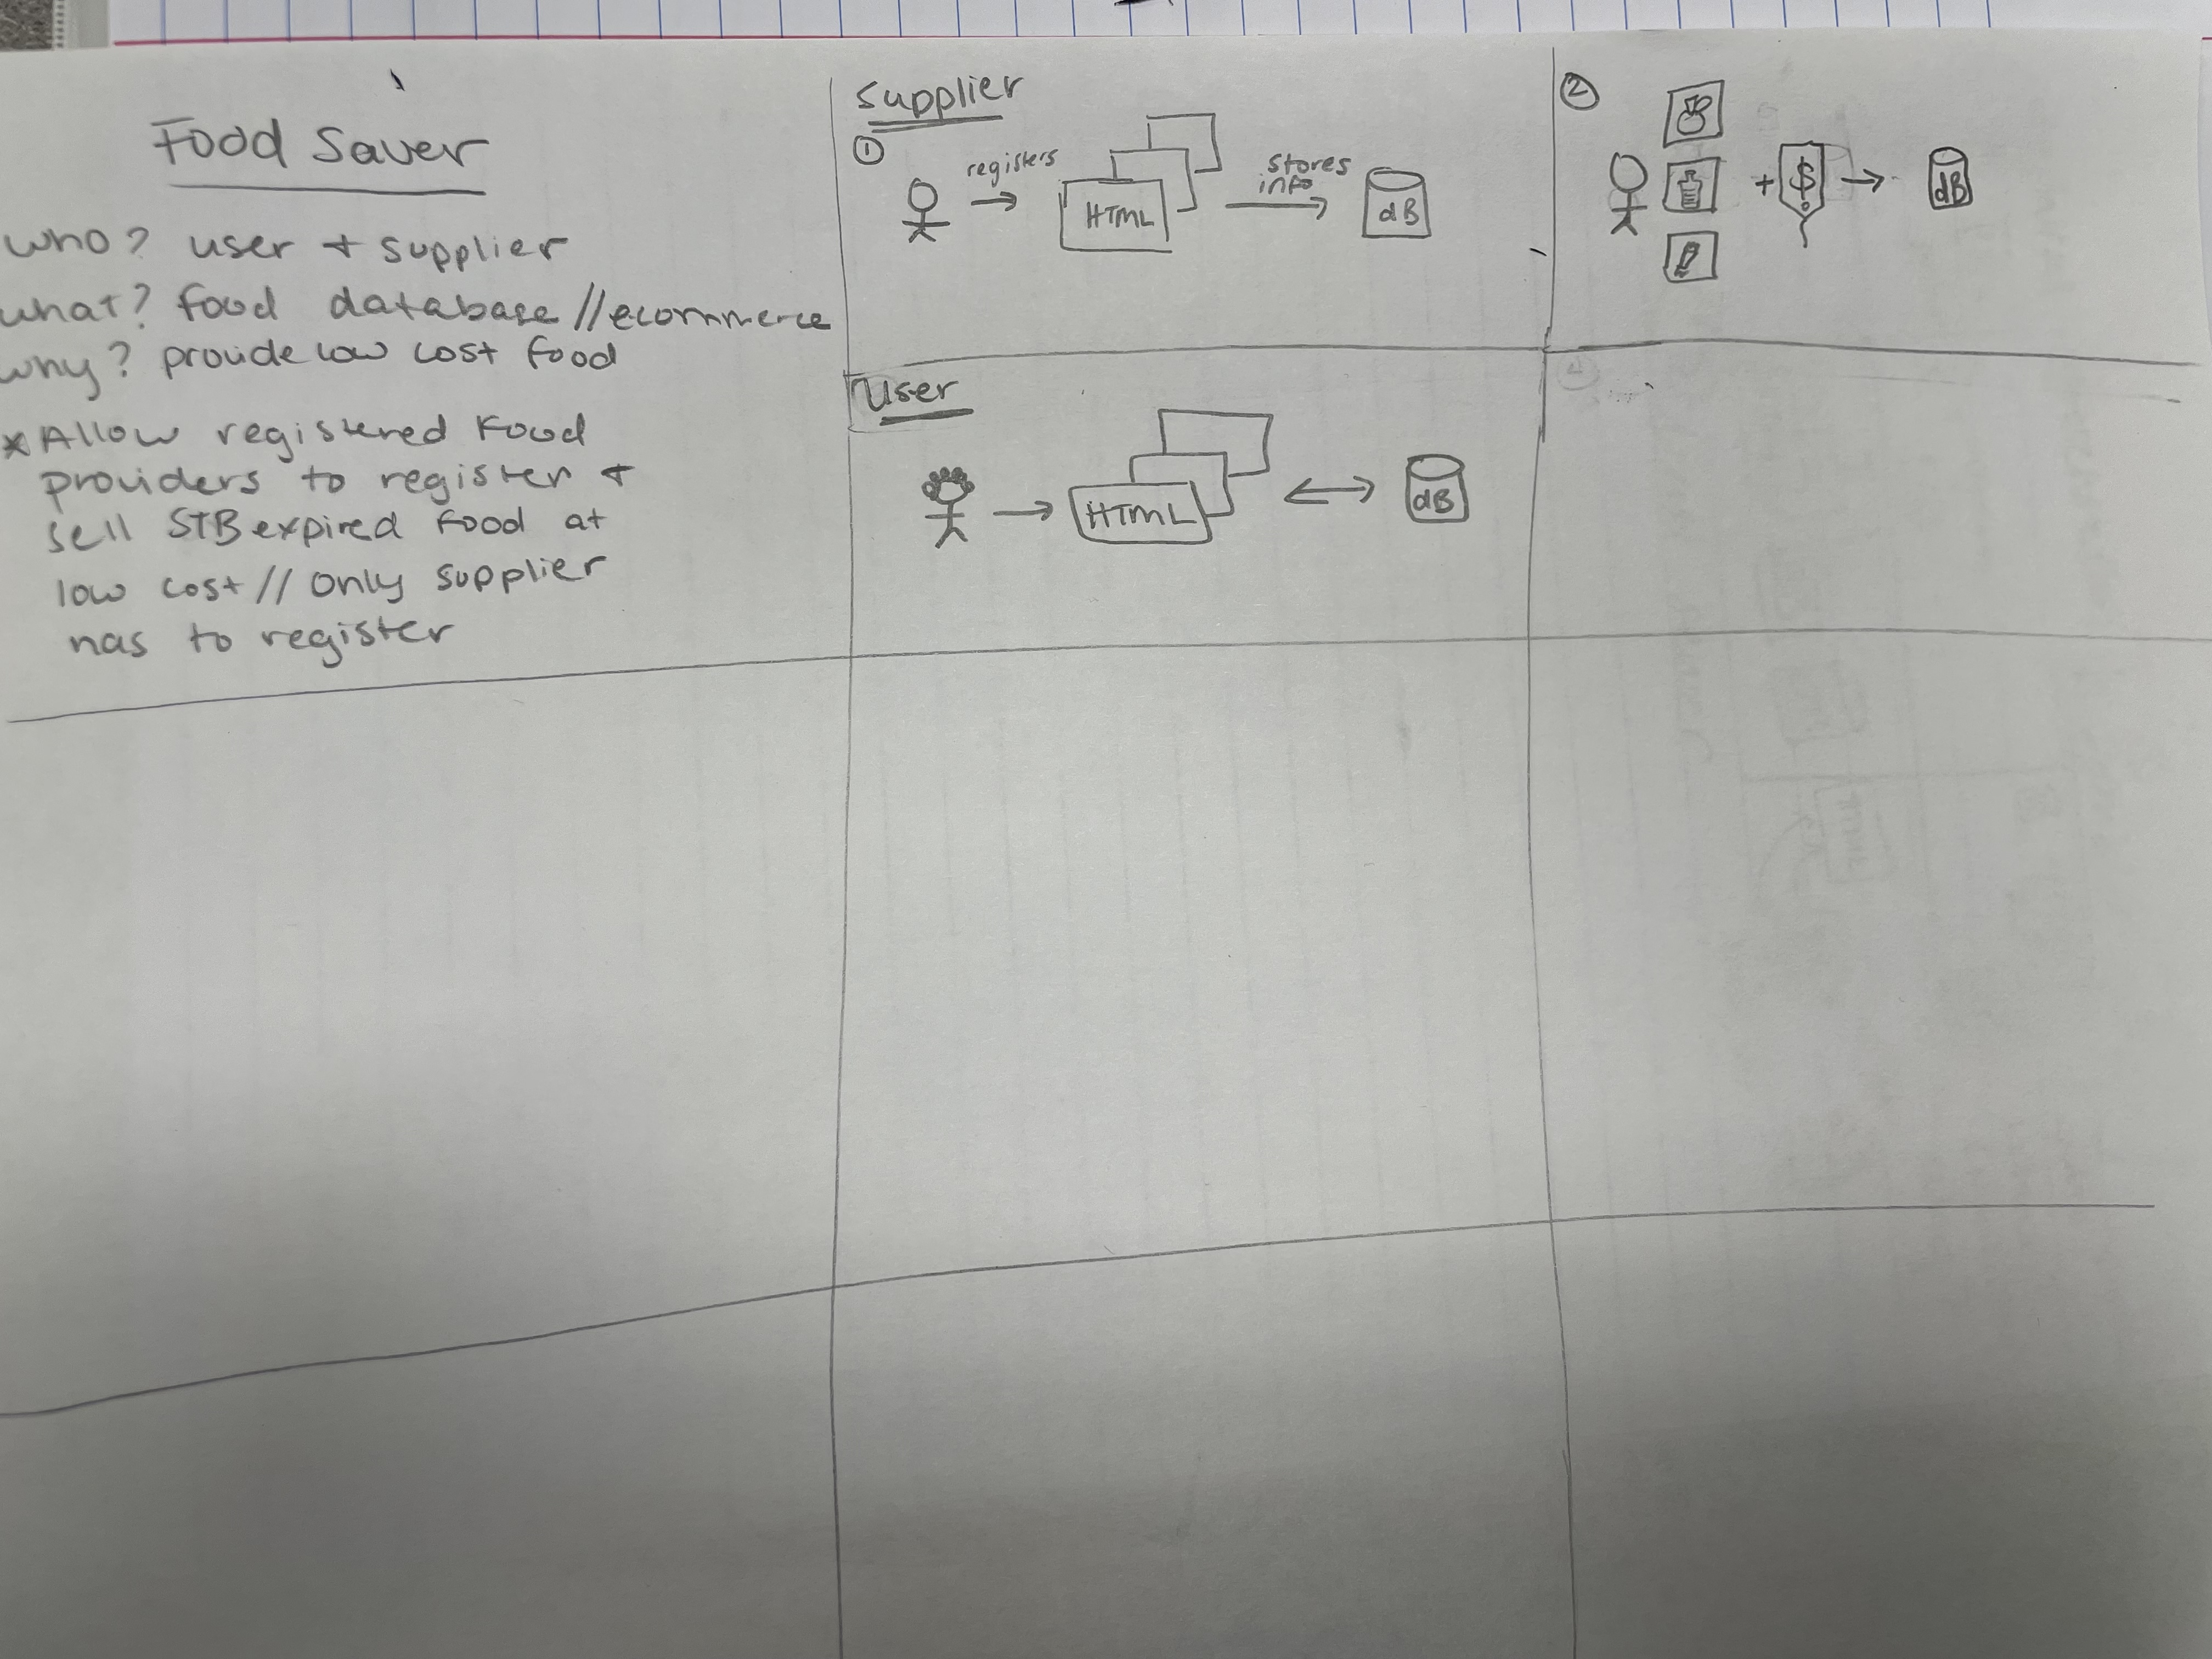 Food Saver
who? user + supplier
what? food database // ecommerce
why? provide low cost food
* Allow registered Food
providers to register +
sell STB expired food at
low cost // only supplier
has to register
Supplier
1
registers
HTML
stores
info
dB
2
$
+
dB
User
HTML
dB